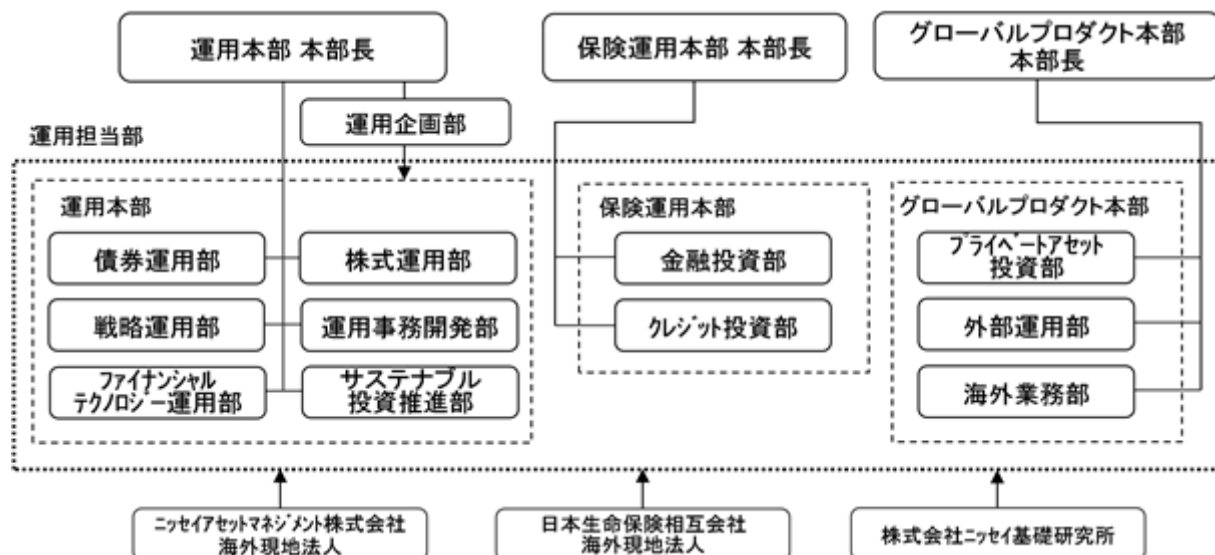 運用本部 本部長
保険運用本部 本部長
グローバルプロダクト本部
本部長
運用企画部
運用担当部
運用本部
債券運用部
株式運用部
戦略運用部
運用事務開発部
ファイナンシャル
テクノロジー運用部
サステナブル
投資推進部
保険運用本部
金融投資部
クレジット投資部
グローバルプロダクト本部
プライベートアセット
投資部
外部運用部
海外業務部
ニッセイアセットマネジメント株式会社
海外現地法人
日本生命保険相互会社
海外現地法人
株式会社ニッセイ基礎研究所